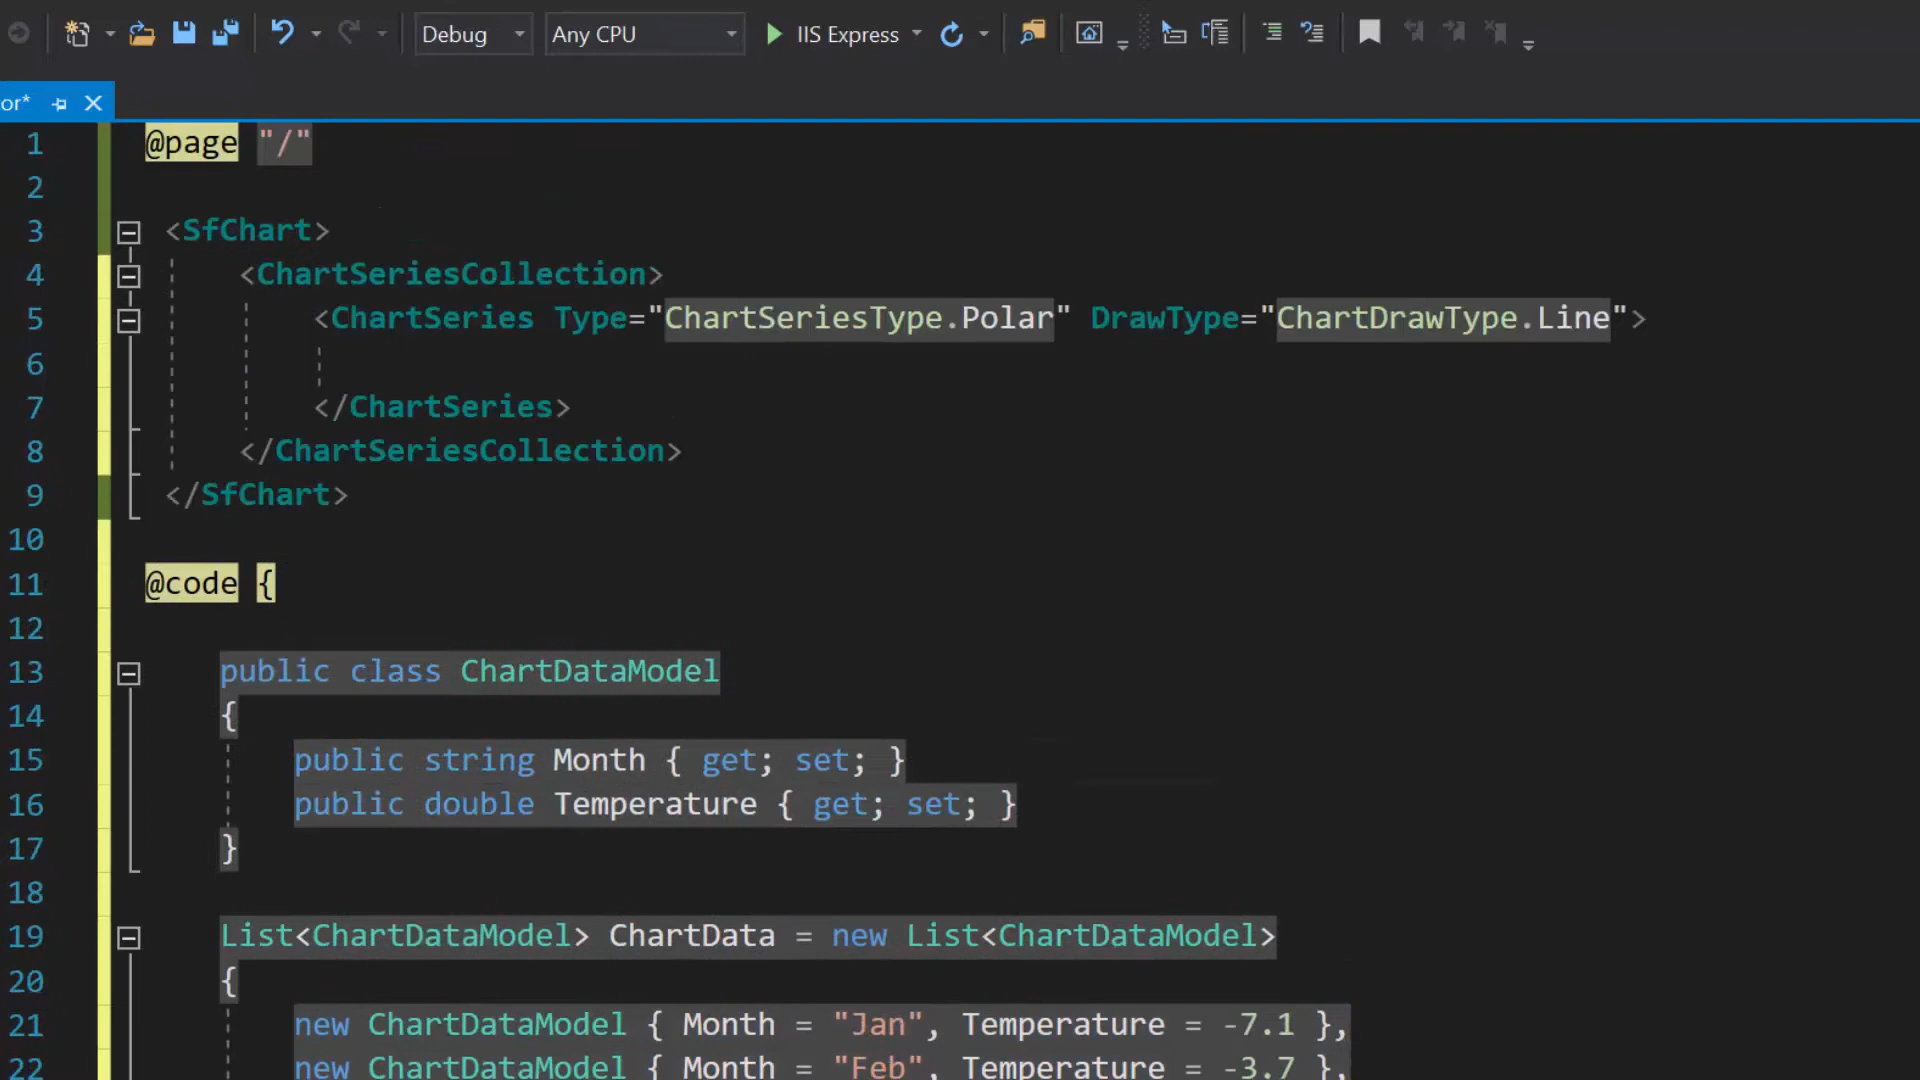 Debug Any CPU IIS Express
or*
1 @page "/"
2
3 <SfChart>
4 <ChartSeriesCollection>
5 <ChartSeries Type="ChartSeriesType.Polar" DrawType="ChartDrawType.Line">
6
7 </ChartSeries>
8 </ChartSeriesCollection>
9 </SfChart>
10
11 @code {
12
13 public class ChartDataModel
14 {
15 public string Month { get; set; }
16 public double Temperature { get; set; }
17 }
18
19 List<ChartDataModel> ChartData = new List<ChartDataModel>
20 {
21 new ChartDataModel { Month = "Jan", Temperature = -7.1 },
22 new ChartDataModel { Month = "Feb", Temperature = -3.7 },